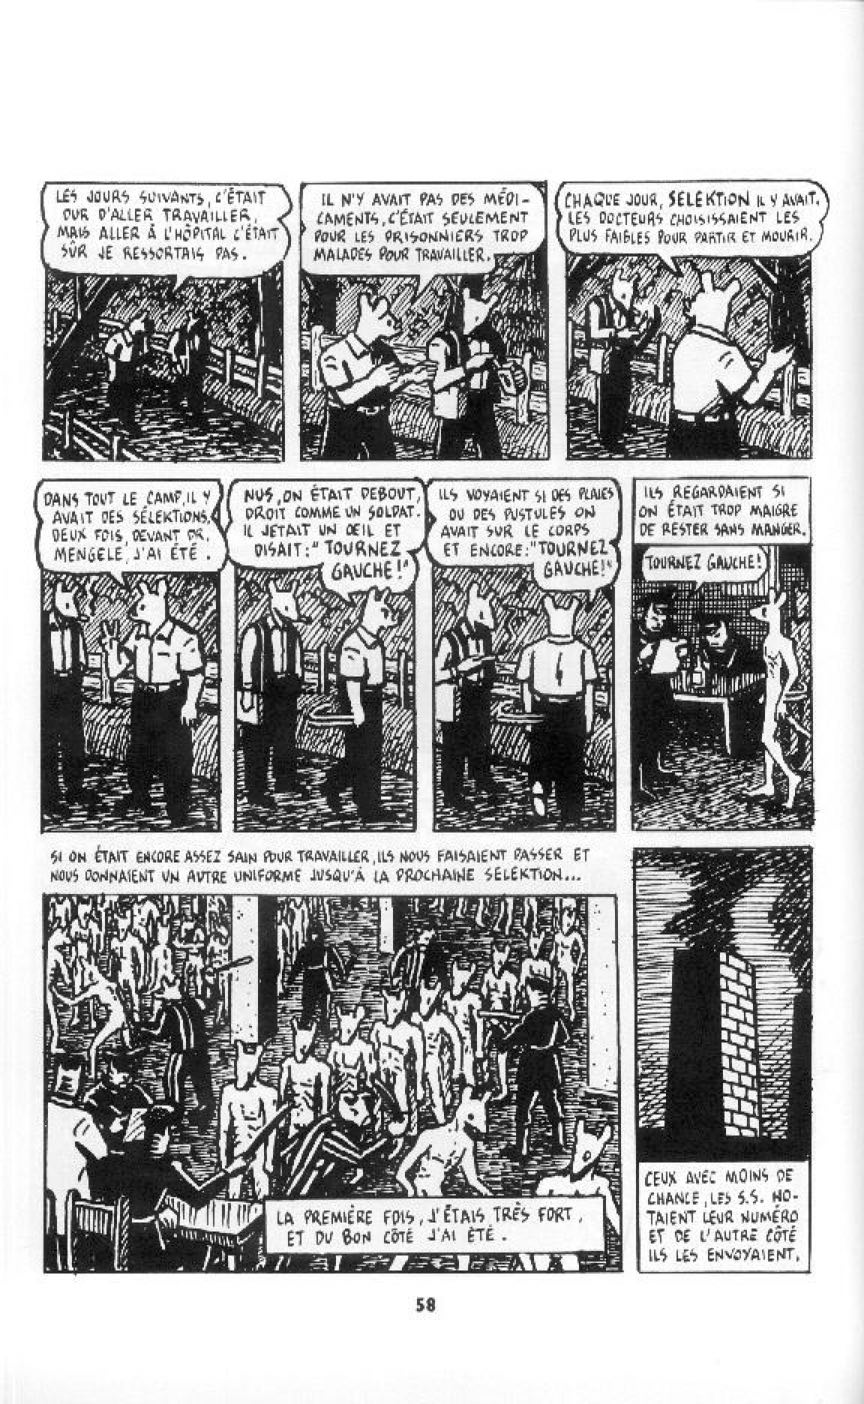 LES JOURS SUIVANTS, C'ÉTAIT
DUR D'ALLER TRAVAILLER,
MAIS ALLER À L'HÔPITAL C'ÉTAIT
SÛR JE RESSORTAIS PAS.
IL N'Y AVAIT PAS DES MÉDI-
CAMENTS, C'ÉTAIT SEULEMENT
POUR LES PRISONNIERS TROP
MALADES POUR TRAVAILLER.
CHAQUE JOUR, SELEKTION IL Y AVAIT.
LES DOCTEURS CHOISISSAIENT LES
PLUS FAIBLES POUR PARTIR ET MOURIR.
DANS TOUT LE CAMP, IL Y
AVAIT DES SÉLEKTIONS.
DEUX FOIS, DEVANT DR.
MENGELE, J'AI ÉTÉ.
NUS, ON ÉTAIT DEBOUT,
DROIT COMME UN SOLDAT.
IL JETAIT UN ŒIL ET
DISAIT: "TOURNEZ
GAUCHE!"
ILS VOYAIENT SI DES PLAIES
OU DES PUSTULES ON
AVAIT SUR LE CORPS
ET ENCORE: "TOURNEZ
GAUCHE!"
ILS REGARDAIENT SI
ON ÉTAIT TROP MAIGRE
DE RESTER SANS MANGER.
TOURNEZ GAUCHE!
SI ON ÉTAIT ENCORE ASSEZ SAIN POUR TRAVAILLER, ILS NOUS FAISAIENT PASSER ET
NOUS DONNAIENT UN AUTRE UNIFORME JUSQU'À LA PROCHAINE SELEKTION...
LA PREMIÈRE FOIS, J'ÉTAIS TRÈS FORT,
ET DU BON CÔTÉ J'AI ÉTÉ.
CEUX AVEC MOINS DE
CHANCE, LES S.S. NO-
TAIENT LEUR NUMÉRO
ET DE L'AUTRE CÔTÉ
ILS LES ENVOYAIENT.
58